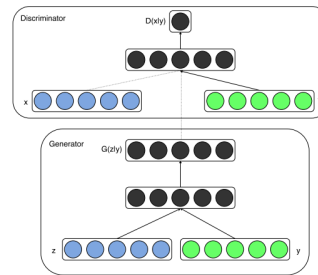 Discriminator
D(x|y)
x
Generator
G(z|y)
z
y